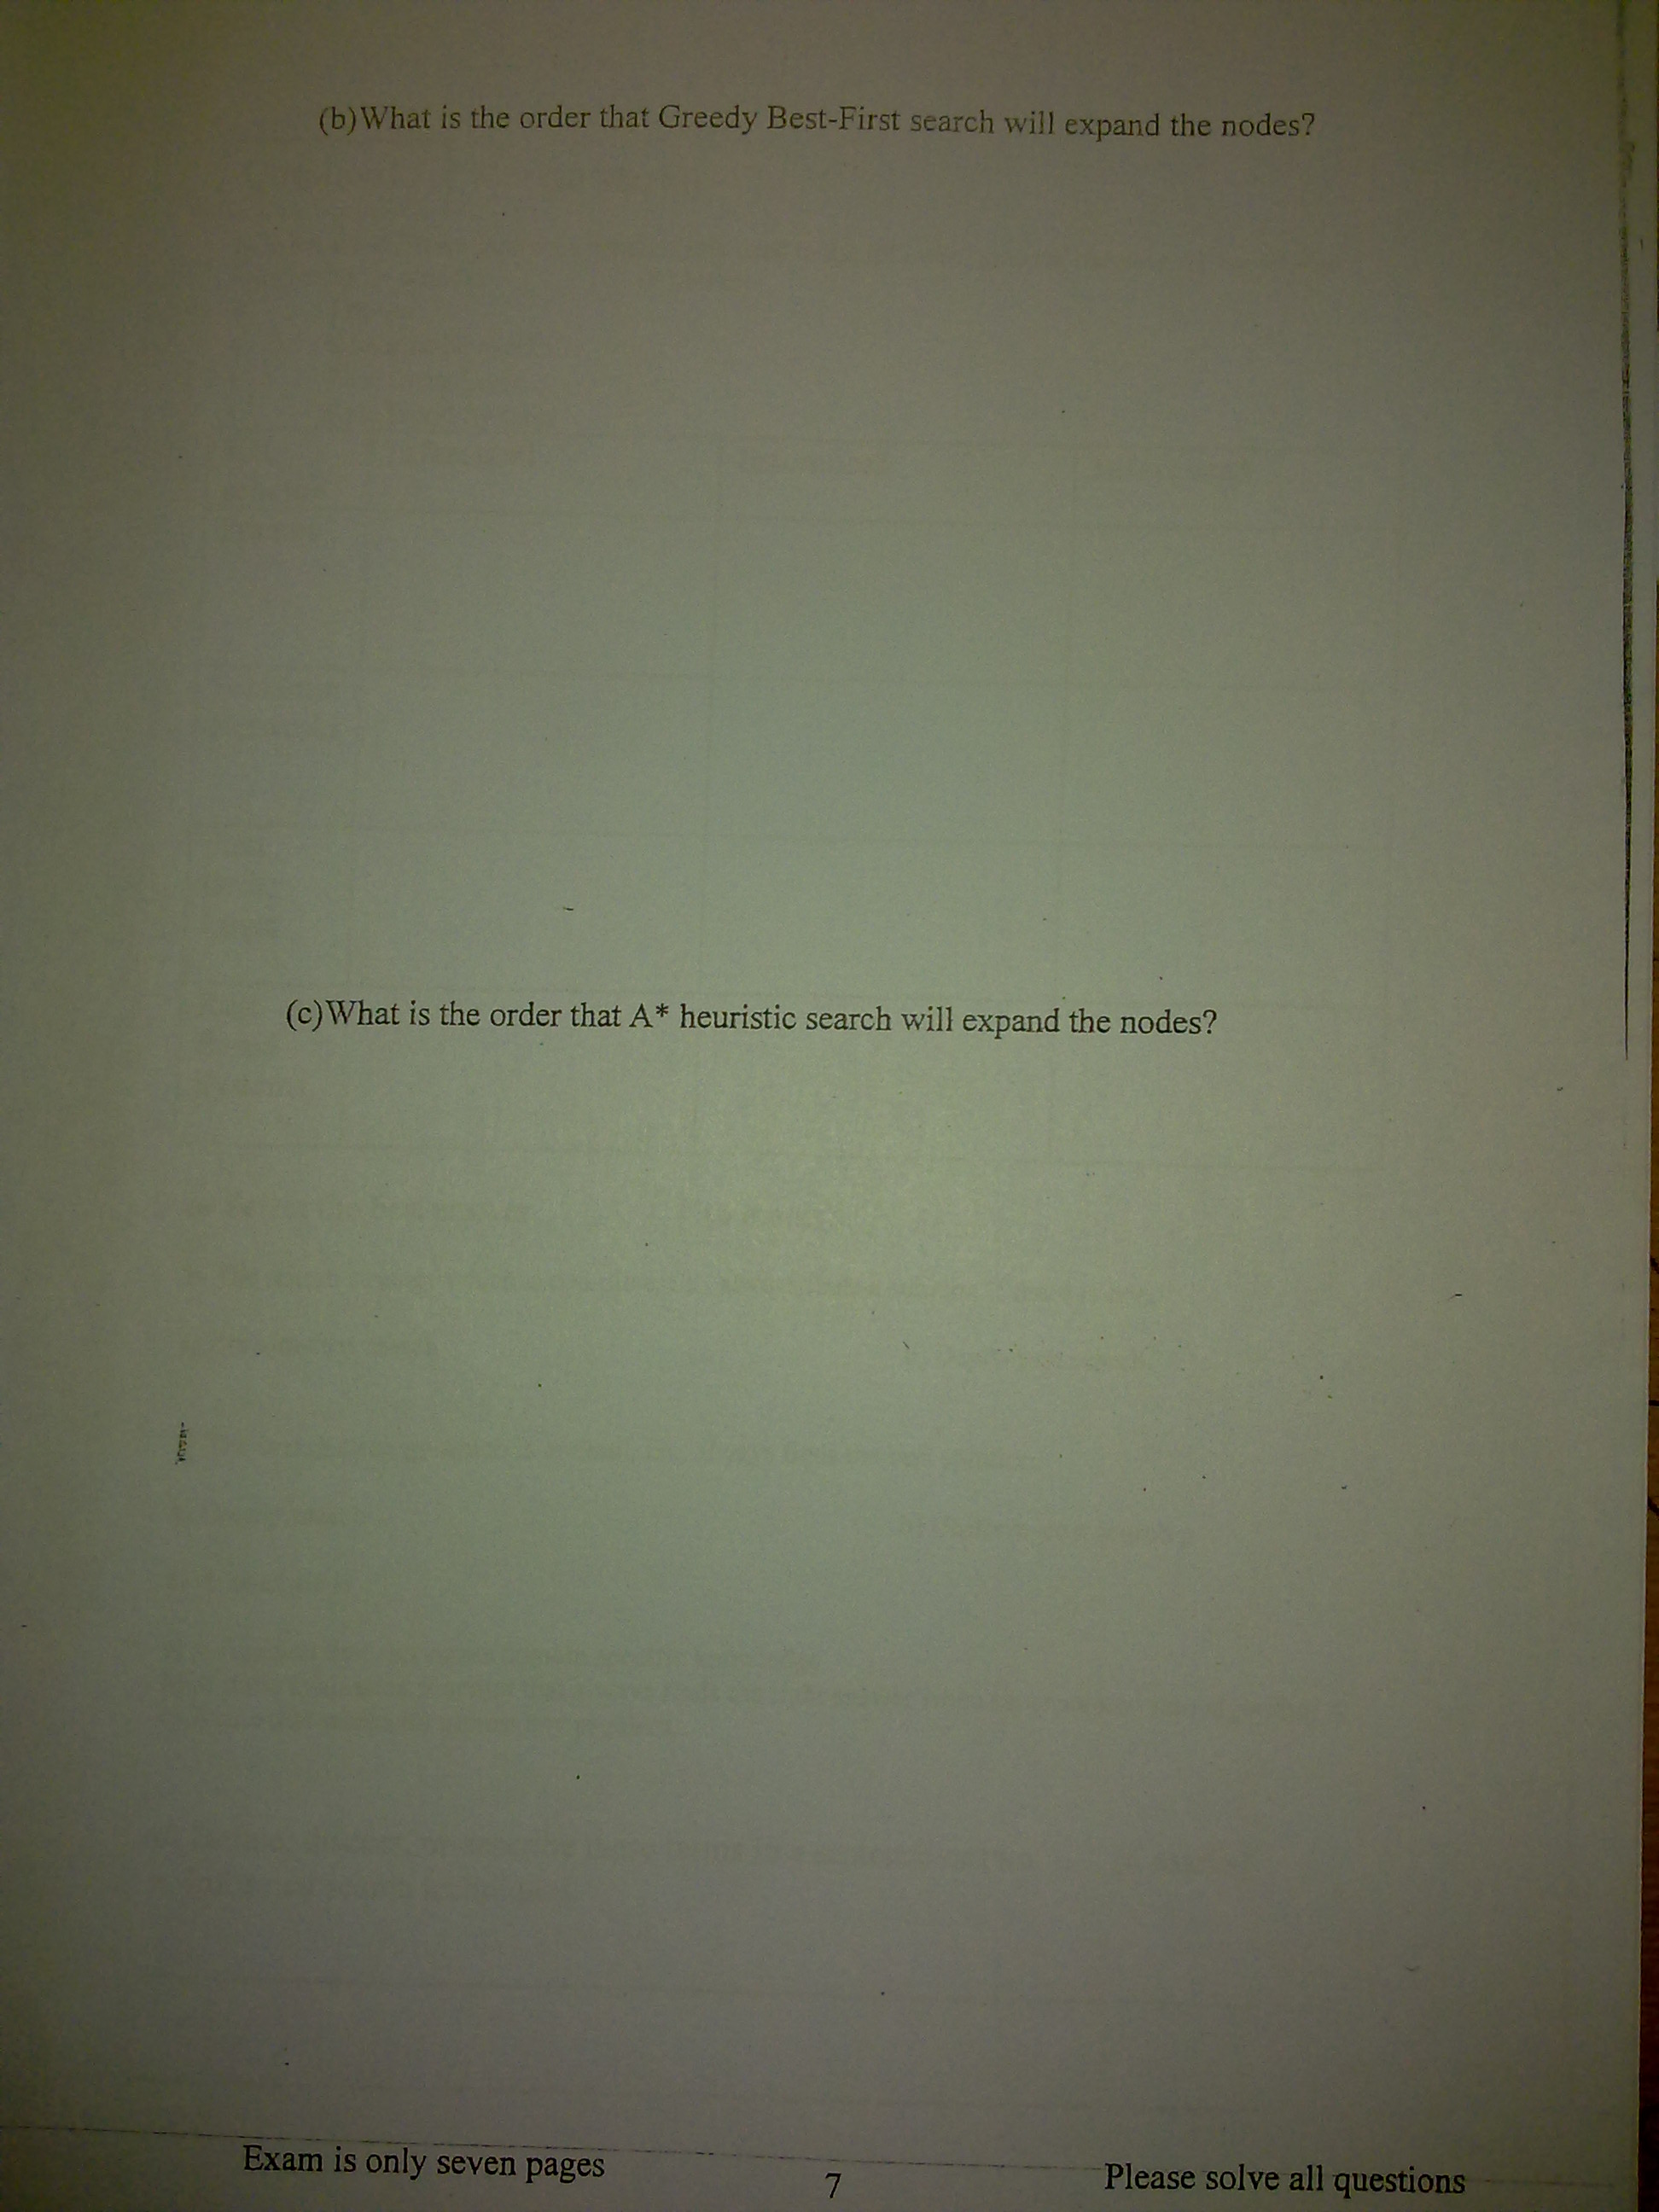 (b)What is the order that Greedy Best-First search will expand the nodes?
(c)What is the order that A* heuristic search will expand the nodes?
Exam is only seven pages
7
Please solve all questions